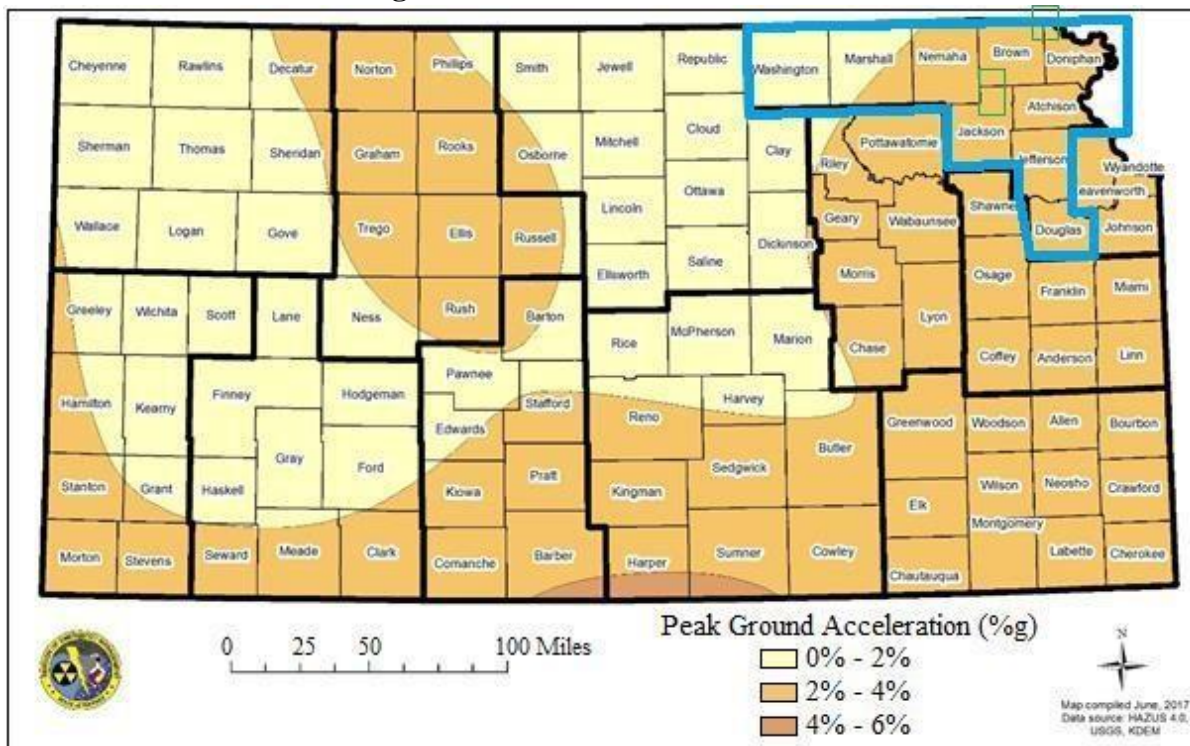 Cheyenne
Rawlins
Decatur
Norton
Phillips
Smith
Jewell
Republic
Washington
Marshall
Nemaha
Brown
Doniphan
Atchison
Sherman
Thomas
Sheridan
Graham
Rooks
Osborne
Mitchell
Cloud
Clay
Riley
Pottawatomie
Jackson
Jefferson
Wyandotte
eavenworth
Wallace
Logan
Gove
Trego
Ellis
Russell
Lincoln
Ottawa
Dickinson
Geary
Wabaunsee
Shawne
Douglas
Johnson
Ellsworth
Saline
Morris
Osage
Franklin
Miami
Greeley
Wichita
Scott
Lane
Ness
Rush
Barton
Rice
McPherson
Marion
Chase
Lyon
Coffey
Anderson
Linn
Hamilton
Kearny
Finney
Hodgeman
Pawnee
Stafford
Edwards
Reno
Harvey
Butler
Greenwood
Woodson
Allen
Bourbon
Stanton
Grant
Haskell
Gray
Ford
Kiowa
Pratt
Kingman
Sedgwick
Elk
Wilson
Neosho
Crawford
Morton
Stevens
Seward
Meade
Clark
Comanche
Barber
Harper
Sumner
Cowley
Chautauqua
Montgomery
Labette
Cherokee
0 25 50 100 Miles
Peak Ground Acceleration (%g)
0% - 2%
2% - 4%
4% - 6%
N
Map compiled June, 2017
Data source: HAZUS 4.0,
USGS, KDEM